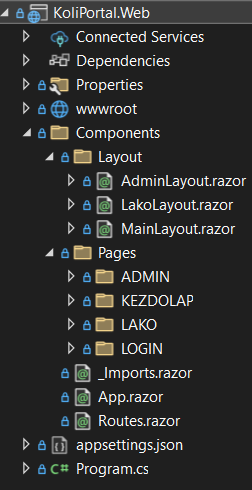 KoliPortal.Web
Connected Services
Dependencies
Properties
wwwroot
Components
Layout
AdminLayout.razor
LakoLayout.razor
MainLayout.razor
Pages
ADMIN
KEZDOLAP
LAKO
LOGIN
_Imports.razor
App.razor
Routes.razor
appsettings.json
C# Program.cs